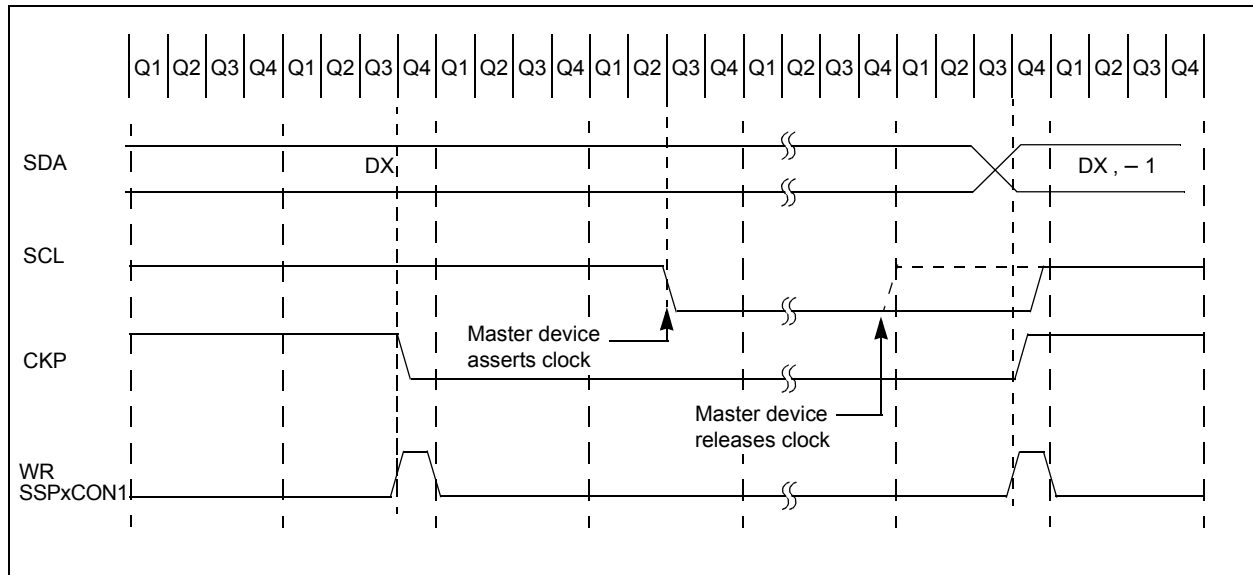 Q1 Q2 Q3 Q4 Q1 Q2 Q3 Q4 Q1 Q2 Q3 Q4 Q1 Q2 Q3 Q4 Q1 Q2 Q3 Q4 Q1 Q2 Q3 Q4 Q1 Q2 Q3 Q4
SDA
DX
DX , – 1
SCL
Master device
asserts clock
CKP
Master device
releases clock
WR
SSPxCON1